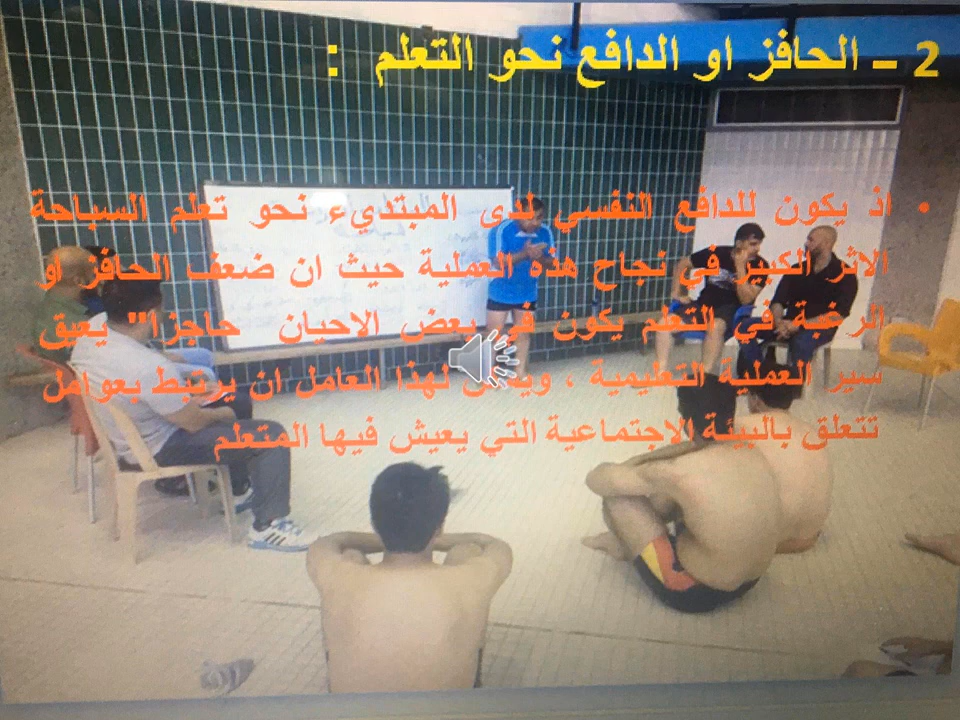 2 – الحافز او الدافع نحو التعلم :
• اذ يكون للدافع النفسي لدى المبتديء نحو تعلم السباحة
الاثر الكبير في نجاح هذه العملية حيث ان ضعف الحافز او
الرغبة في التعلم يكون في بعض الاحيان حاجزا" يعيق
سير العملية التعليمية ، لهذا العامل ان يرتبط بعوامل
تتعلق بالبيئة الاجتماعية التي يعيش فيها المتعلم